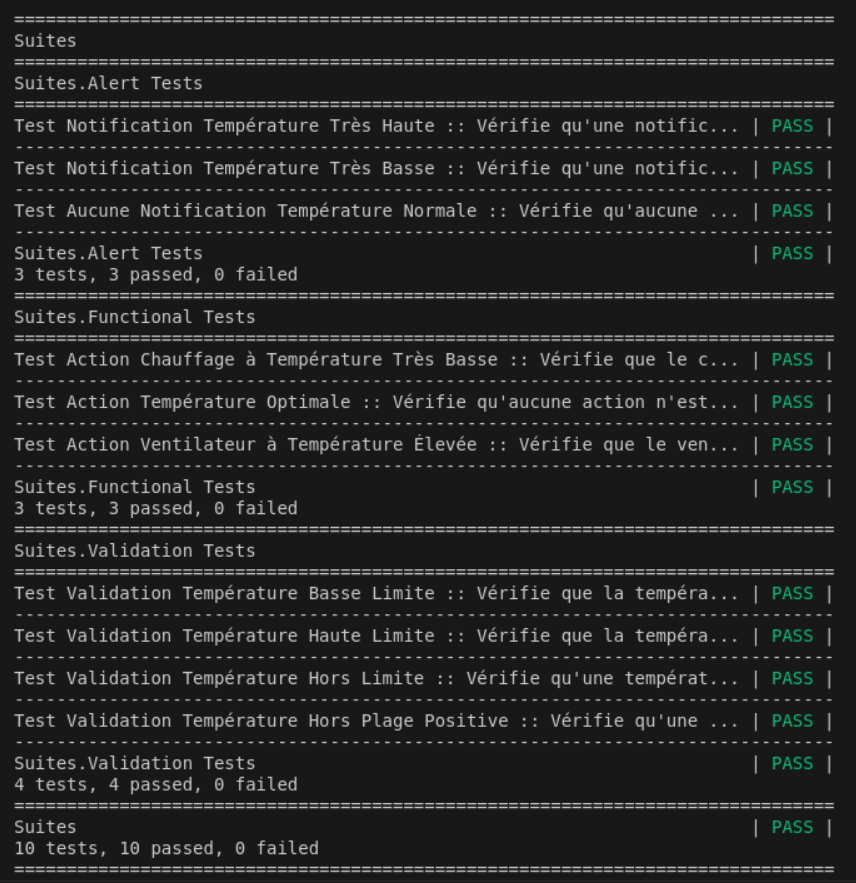 ==============================================================================
Suites
==============================================================================
Suites.Alert Tests
==============================================================================
Test Notification Température Très Haute :: Vérifie qu'une notific... | PASS |
------------------------------------------------------------------------------
Test Notification Température Très Basse :: Vérifie qu'une notific... | PASS |
------------------------------------------------------------------------------
Test Aucune Notification Température Normale :: Vérifie qu'aucune ... | PASS |
------------------------------------------------------------------------------
Suites.Alert Tests                                                    | PASS |
3 tests, 3 passed, 0 failed
==============================================================================
Suites.Functional Tests
==============================================================================
Test Action Chauffage à Température Très Basse :: Vérifie que le c... | PASS |
------------------------------------------------------------------------------
Test Action Température Optimale :: Vérifie qu'aucune action n'est... | PASS |
------------------------------------------------------------------------------
Test Action Ventilateur à Température Élevée :: Vérifie que le ven... | PASS |
------------------------------------------------------------------------------
Suites.Functional Tests                                               | PASS |
3 tests, 3 passed, 0 failed
==============================================================================
Suites.Validation Tests
==============================================================================
Test Validation Température Basse Limite :: Vérifie que la tempéra... | PASS |
------------------------------------------------------------------------------
Test Validation Température Haute Limite :: Vérifie que la tempéra... | PASS |
------------------------------------------------------------------------------
Test Validation Température Hors Limite :: Vérifie qu'une températ... | PASS |
------------------------------------------------------------------------------
Test Validation Température Hors Plage Positive :: Vérifie qu'une ... | PASS |
------------------------------------------------------------------------------
Suites.Validation Tests                                               | PASS |
4 tests, 4 passed, 0 failed
==============================================================================
Suites                                                                | PASS |
10 tests, 10 passed, 0 failed
==============================================================================